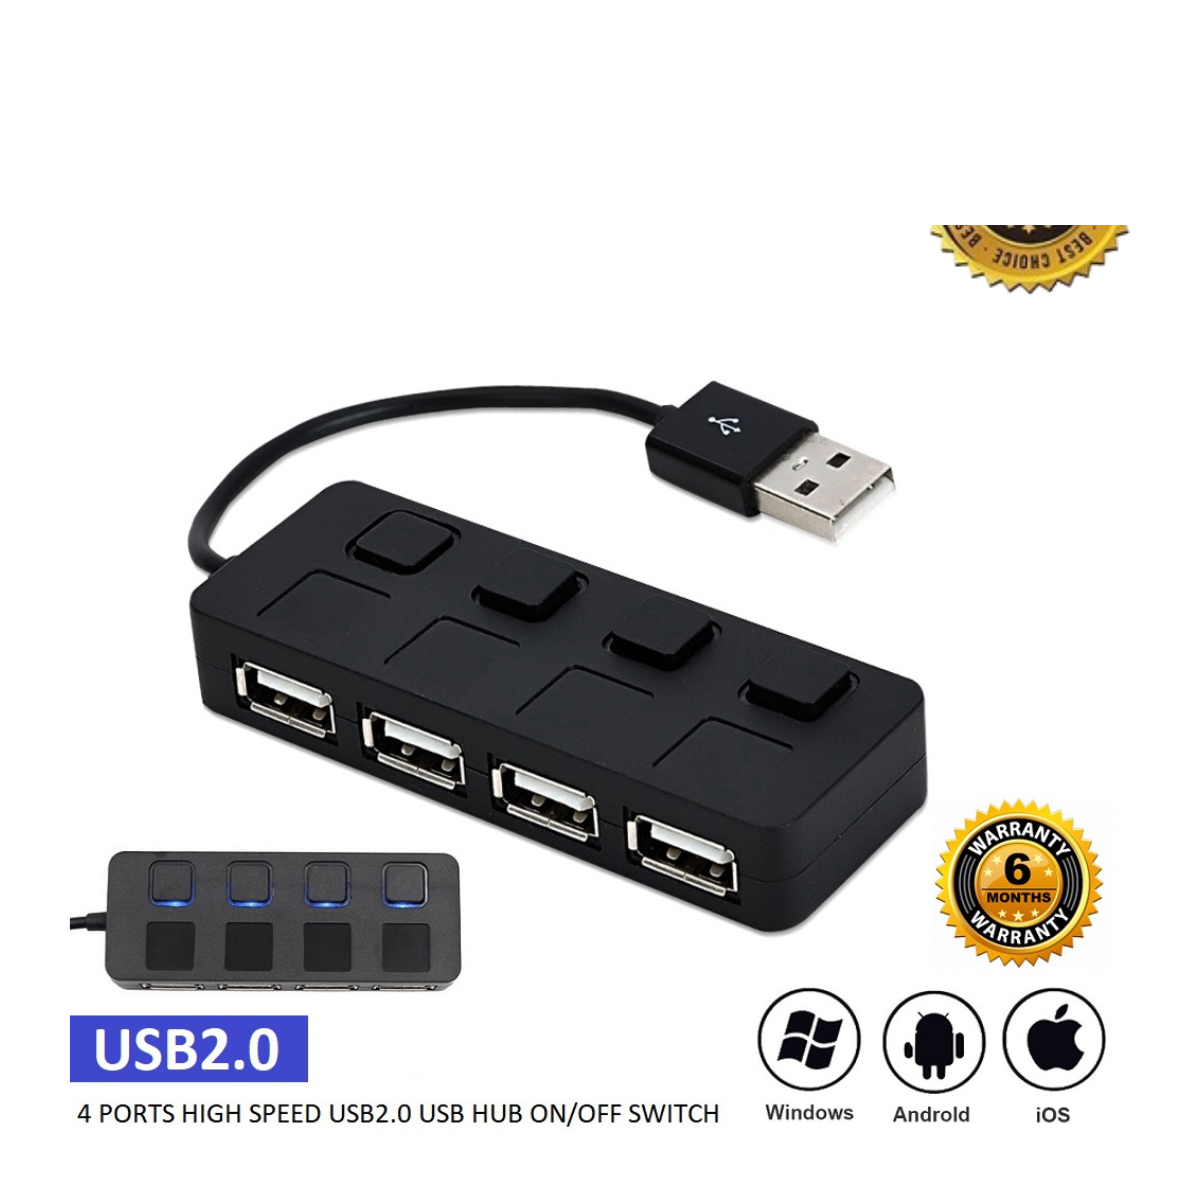 BEST CHOICE
WARRANTY
6
MONTHS
WARRANTY
USB2.0
4 PORTS HIGH SPEED USB2.0 USB HUB ON/OFF SWITCH
Windows
Android
iOS